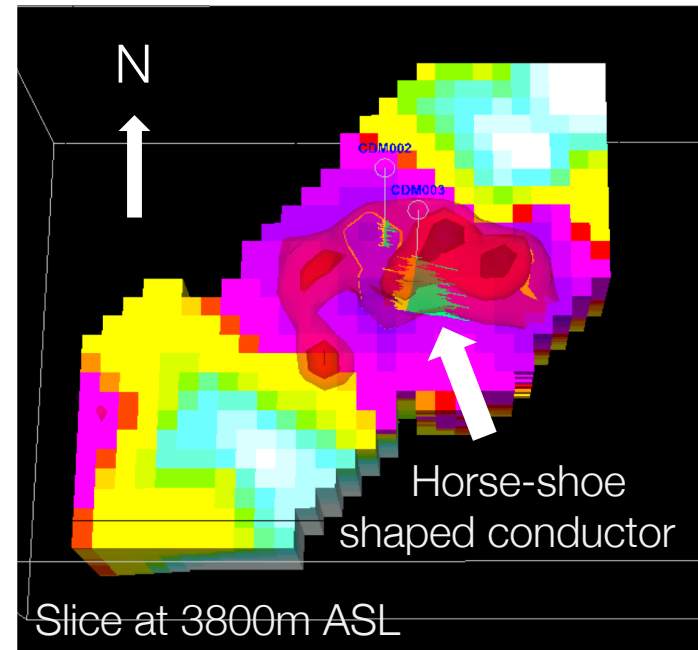 N
CDM002
CDM003
Horse-shoe
shaped conductor
Slice at 3800m ASL